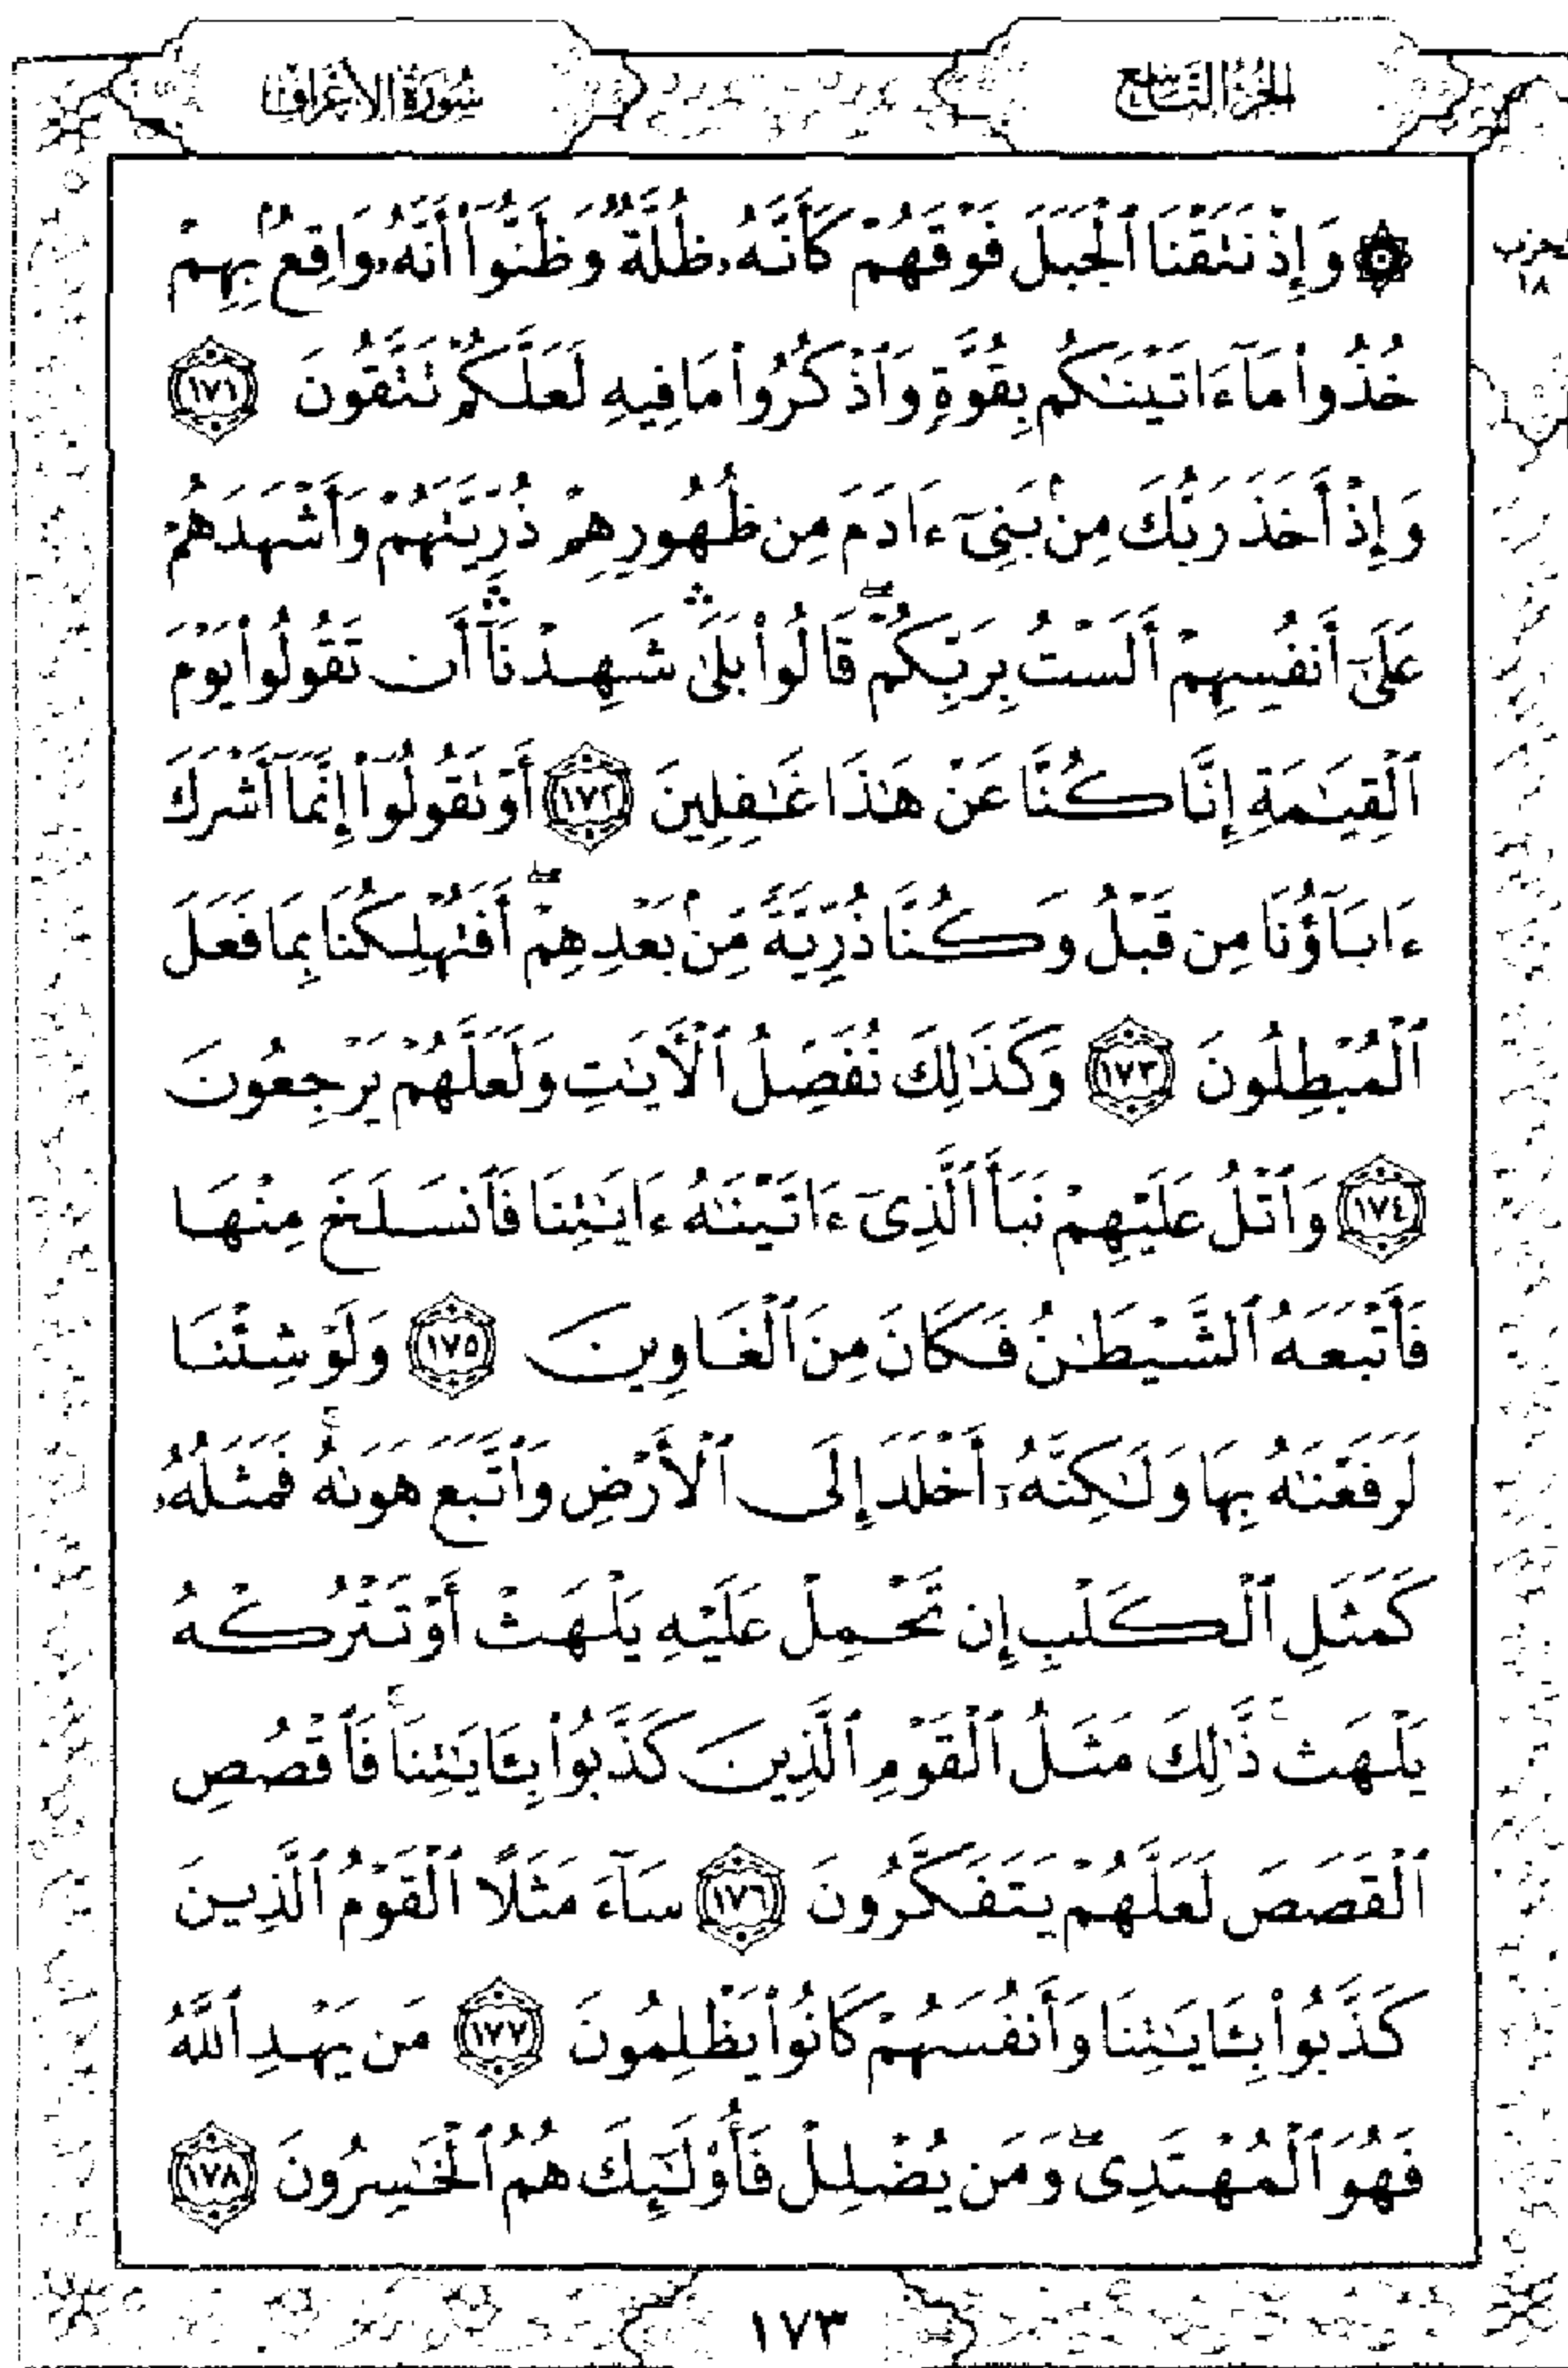 الجزء التاسع
سورة الأعراف
۞ وَإِذْ نَتَقْنَا ٱلْجَبَلَ فَوْقَهُمْ كَأَنَّهُۥ ظُلَّةٌ وَظَنُّوٓا۟ أَنَّهُۥ وَاقِعٌۢ بِهِمْ
الحزب
١٨
خُذُوا۟ مَآ ءَاتَيْنَٰكُم بِقُوَّةٍ وَٱذْكُرُوا۟ مَا فِيهِ لَعَلَّكُمْ تَتَّقُونَ ١٧١
وَإِذْ أَخَذَ رَبُّكَ مِنۢ بَنِىٓ ءَادَمَ مِن ظُهُورِهِمْ ذُرِّيَّتَهُمْ وَأَشْهَدَهُمْ
عَلَىٰٓ أَنفُسِهِمْ أَلَسْتُ بِرَبِّكُمْ ۖ قَالُوا۟ بَلَىٰ ۛ شَهِدْنَآ ۛ أَن تَقُولُوا۟ يَوْمَ
ٱلْقِيَٰمَةِ إِنَّا كُنَّا عَنْ هَٰذَا غَٰفِلِينَ ١٧٢ أَوْ تَقُولُوٓا۟ إِنَّمَآ أَشْرَكَ
ءَابَآؤُنَا مِن قَبْلُ وَكُنَّا ذُرِّيَّةً مِّنۢ بَعْدِهِمْ ۖ أَفَتُهْلِكُنَا بِمَا فَعَلَ
ٱلْمُبْطِلُونَ ١٧٣ وَكَذَٰلِكَ نُفَصِّلُ ٱلْءَايَٰتِ وَلَعَلَّهُمْ يَرْجِعُونَ
١٧٤ وَٱتْلُ عَلَيْهِمْ نَبَأَ ٱلَّذِىٓ ءَاتَيْنَٰهُ ءَايَٰتِنَا فَٱنسَلَخَ مِنْهَا
فَأَتْبَعَهُ ٱلشَّيْطَٰنُ فَكَانَ مِنَ ٱلْغَاوِينَ ١٧٥ وَلَوْ شِئْنَا
لَرَفَعْنَٰهُ بِهَا وَلَٰكِنَّهُۥٓ أَخْلَدَ إِلَى ٱلْأَرْضِ وَٱتَّبَعَ هَوَىٰهُ ۚ فَمَثَلُهُۥ
كَمَثَلِ ٱلْكَلْبِ إِن تَحْمِلْ عَلَيْهِ يَلْهَثْ أَوْ تَتْرُكْهُ
يَلْهَث ۚ ذَّٰلِكَ مَثَلُ ٱلْقَوْمِ ٱلَّذِينَ كَذَّبُوا۟ بِـَٔايَٰتِنَا ۚ فَٱقْصُصِ
ٱلْقَصَصَ لَعَلَّهُمْ يَتَفَكَّرُونَ ١٧٦ سَآءَ مَثَلًا ٱلْقَوْمُ ٱلَّذِينَ
كَذَّبُوا۟ بِـَٔايَٰتِنَا وَأَنفُسَهُمْ كَانُوا۟ يَظْلِمُونَ ١٧٧ مَن يَهْدِ ٱللَّهُ
فَهُوَ ٱلْمُهْتَدِى ۖ وَمَن يُضْلِلْ فَأُو۟لَٰٓئِكَ هُمُ ٱلْخَٰسِرُونَ ١٧٨
١٧٣